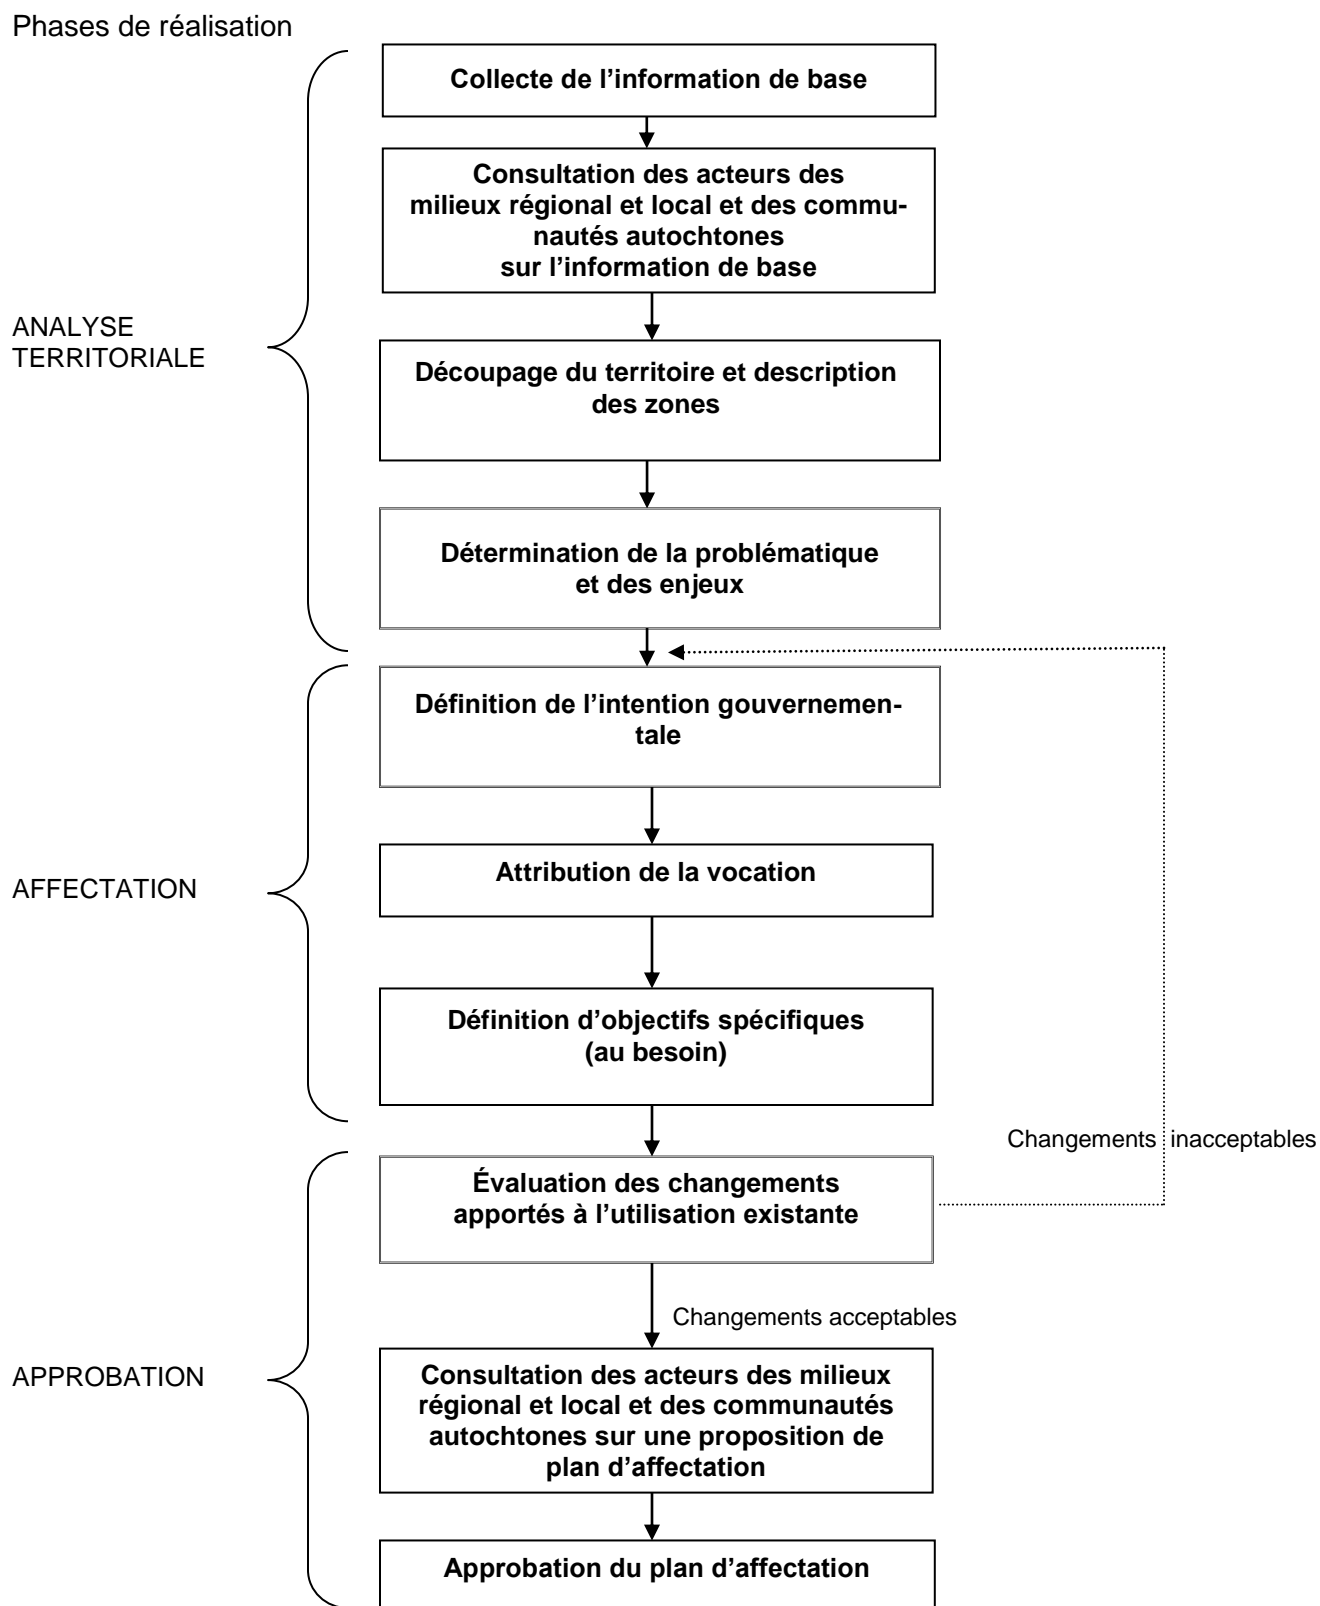 Phases de réalisation
Collecte de l’information de base
Consultation des acteurs des
milieux régional et local et des commu-
nautés autochtones
sur l’information de base
ANALYSE
TERRITORIALE
Découpage du territoire et description
des zones
Détermination de la problématique
et des enjeux
Définition de l’intention gouvernemen-
tale
Attribution de la vocation
AFFECTATION
Définition d’objectifs spécifiques
(au besoin)
Changements inacceptables
Évaluation des changements
apportés à l’utilisation existante
Changements acceptables
APPROBATION
Consultation des acteurs des milieux
régional et local et des communautés
autochtones sur une proposition de
plan d’affectation
Approbation du plan d’affectation